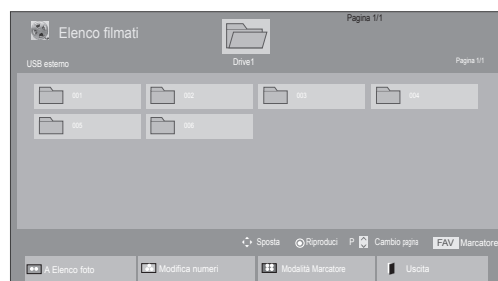 Pagina 1/1
Elenco filmati
USB esterno
Drive1
Pagina 1/1
001 002 003 004
005 006
Sposta Riproduci P Cambio pagina FAV Marcatore
A Elenco foto Modifica numeri Modalità Marcatore Uscita